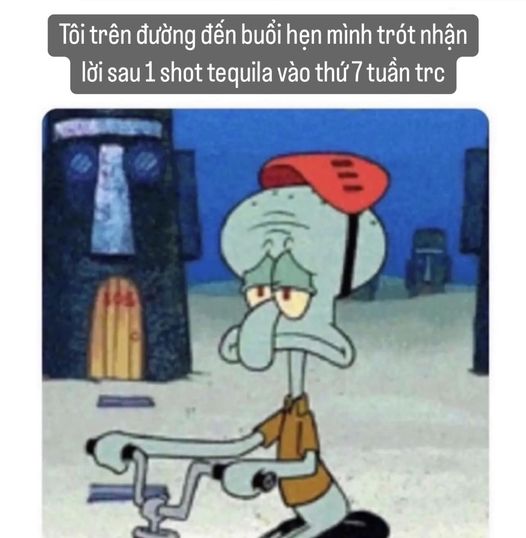 Tôi trên đường đến buổi hẹn mình trót nhận
lời sau 1 shot tequila vào thứ 7 tuần trc